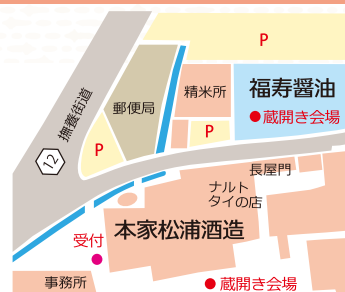 P
福寿醤油
精米所
郵便局
撫養街道
●蔵開き会場
P
P
12
長屋門
ナルト
タイの店
本家松浦酒造
受付
事務所
●蔵開き会場